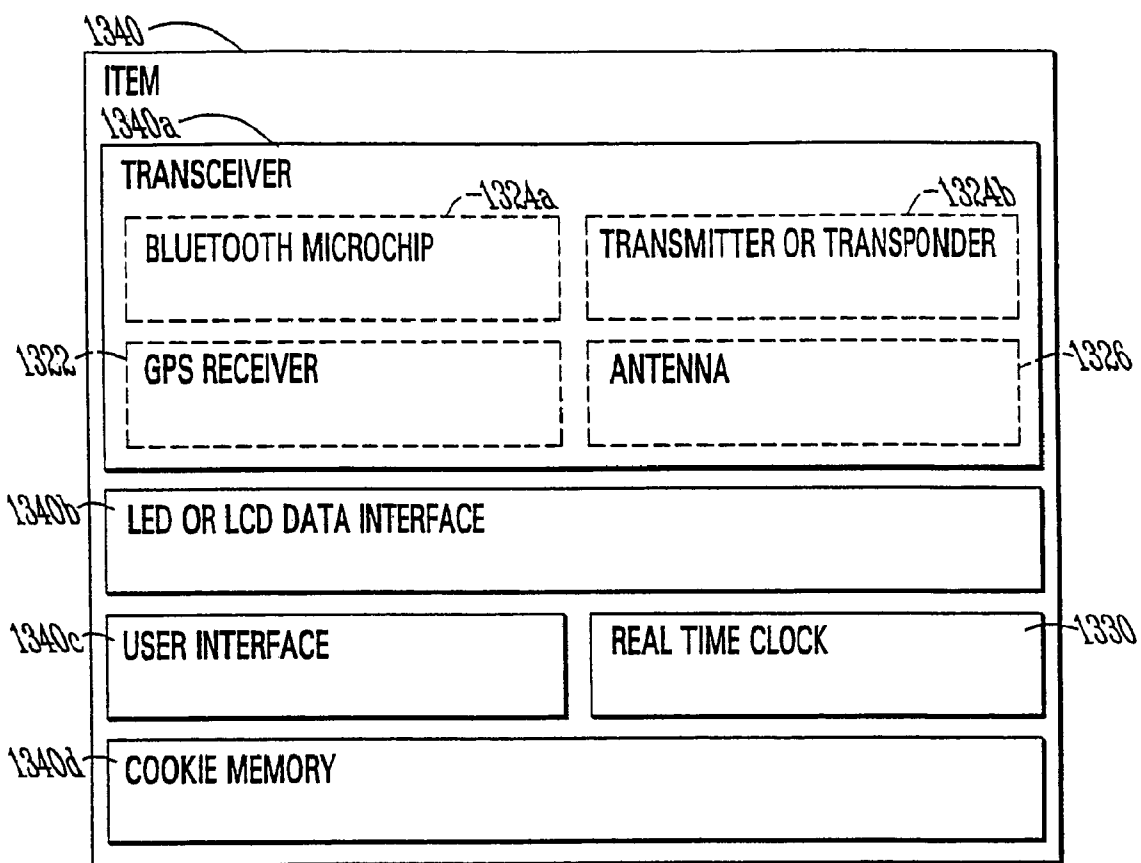 1340
ITEM
1340a
TRANSCEIVER
1324a
1324b
BLUETOOTH MICROCHIP
TRANSMITTER OR TRANSPONDER
1322
GPS RECEIVER
ANTENNA
1326
1340b
LED OR LCD DATA INTERFACE
1340c
USER INTERFACE
REAL TIME CLOCK
1330
1340d
COOKIE MEMORY